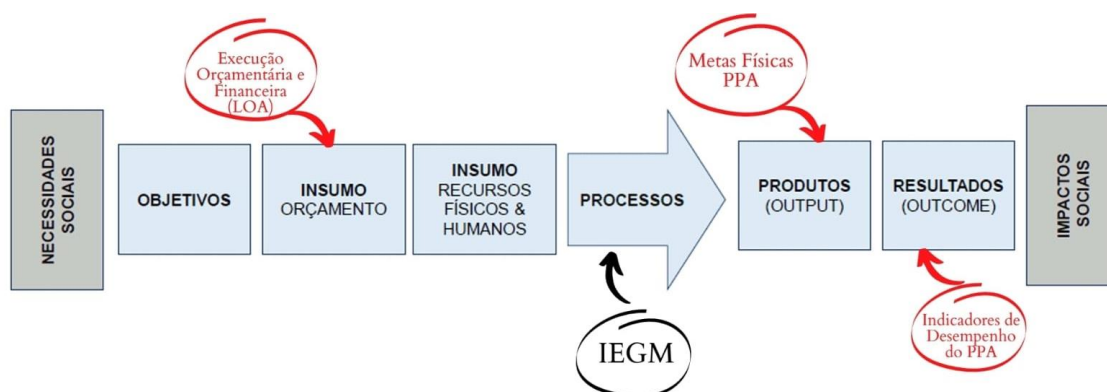 Execução
Orçamentária e
Financeira
(LOA)
Metas Físicas
PPA
NECESSIDADES
SOCIAIS
OBJETIVOS
INSUMO
ORÇAMENTO
INSUMO
RECURSOS
FÍSICOS &
HUMANOS
PROCESSOS
PRODUTOS
(OUTPUT)
RESULTADOS
(OUTCOME)
IMPACTOS
SOCIAIS
IEGM
Indicadores de
Desempenho
do PPA